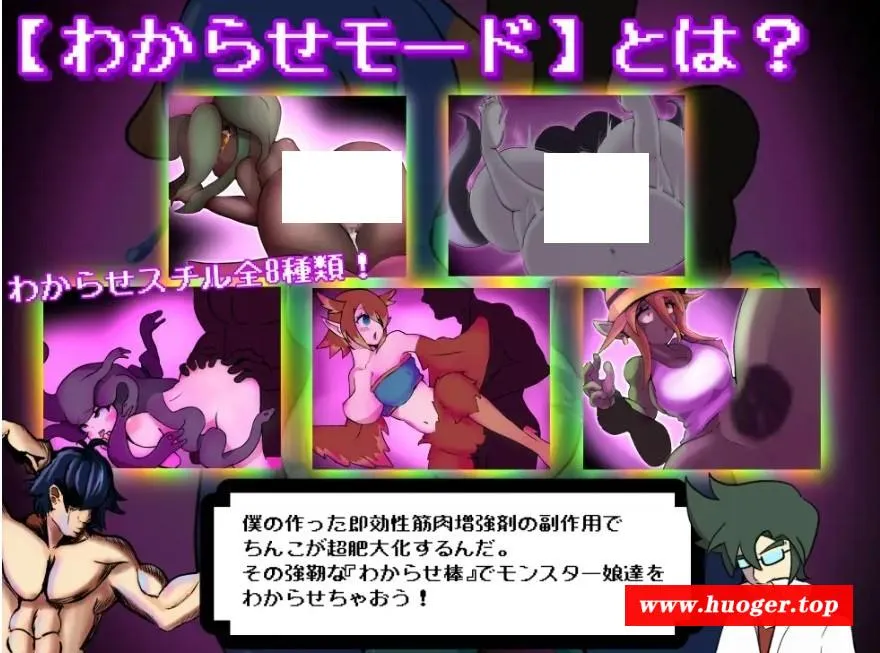 【わからせモード】とは？
わからせスチル全8種類！
僕の作った即効性筋肉増強剤の副作用で
ちんこが超肥大化するんだ。
その強靭な『わからせ棒』でモンスター娘達を
わからせちゃおう！
www.huoger.top